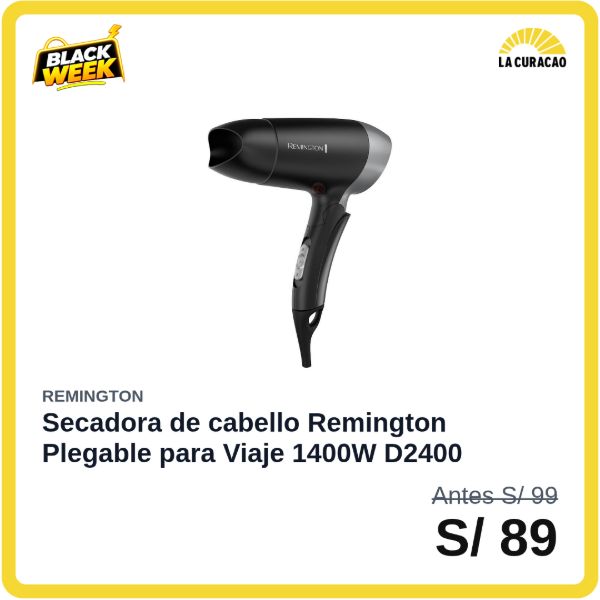 BLACK
WEEK
LA CURACAO
REMINGTON
REMINGTON
Secadora de cabello Remington
Plegable para Viaje 1400W D2400
Antes S/ 99
S/ 89